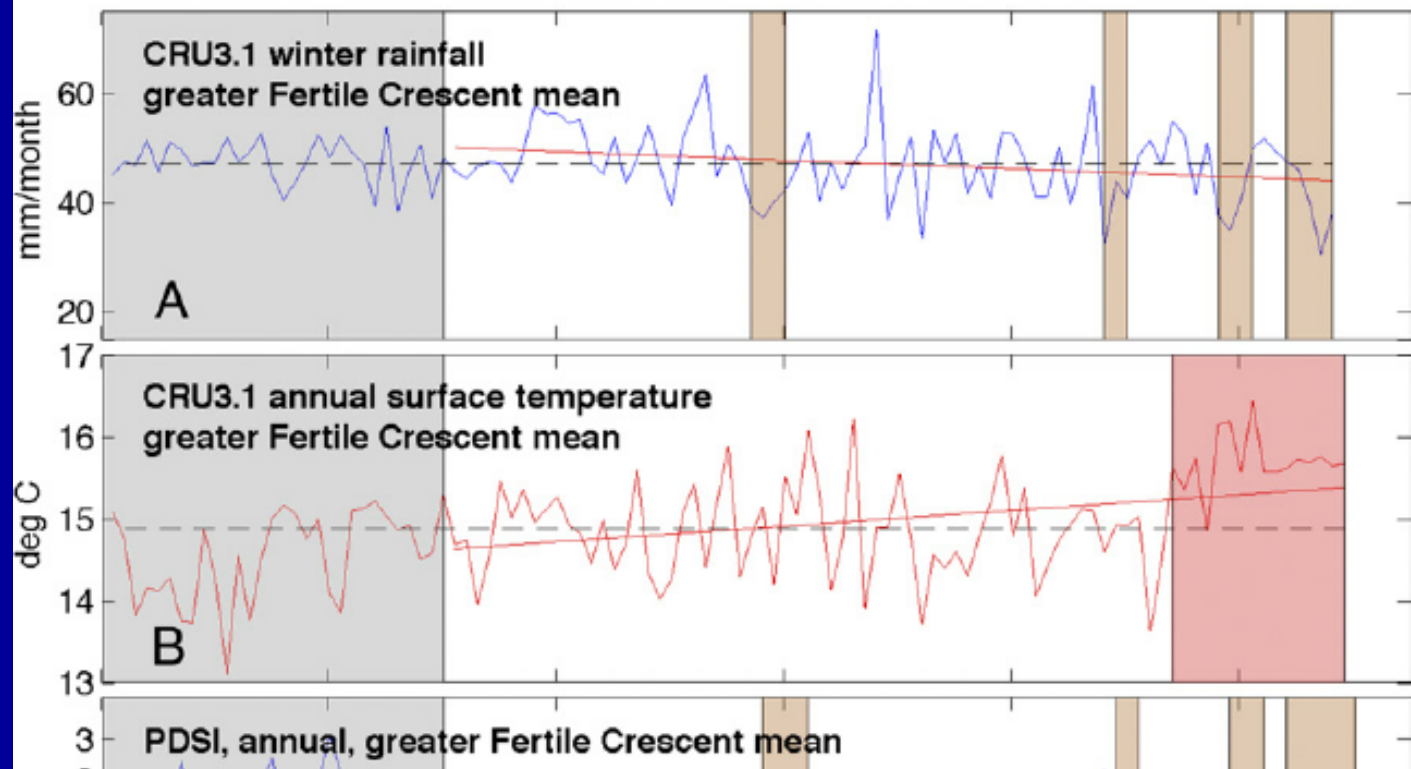 CRU3.1 winter rainfall
greater Fertile Crescent mean
mm/month
60
40
20
A
17
CRU3.1 annual surface temperature
greater Fertile Crescent mean
deg C
16
15
14
13
B
3
PDSI, annual, greater Fertile Crescent mean